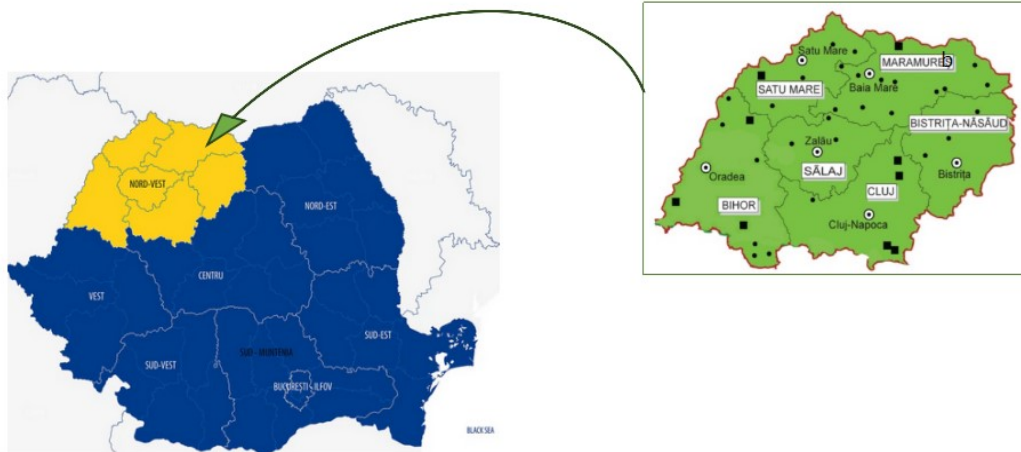 NORD-VEST
NORD-EST
CENTRU
VEST
SUD-EST
SUD-VEST
SUD - MUNTENIA
BUCUREȘTI - ILFOV
BLACK SEA
Satu Mare
MARAMUREȘ
b
SATU MARE
Baia Mare
BISTRIȚA-NĂSĂUD
Zalău
SĂLAJ
Oradea
CLUJ
Bistrița
BIHOR
Cluj-Napoca